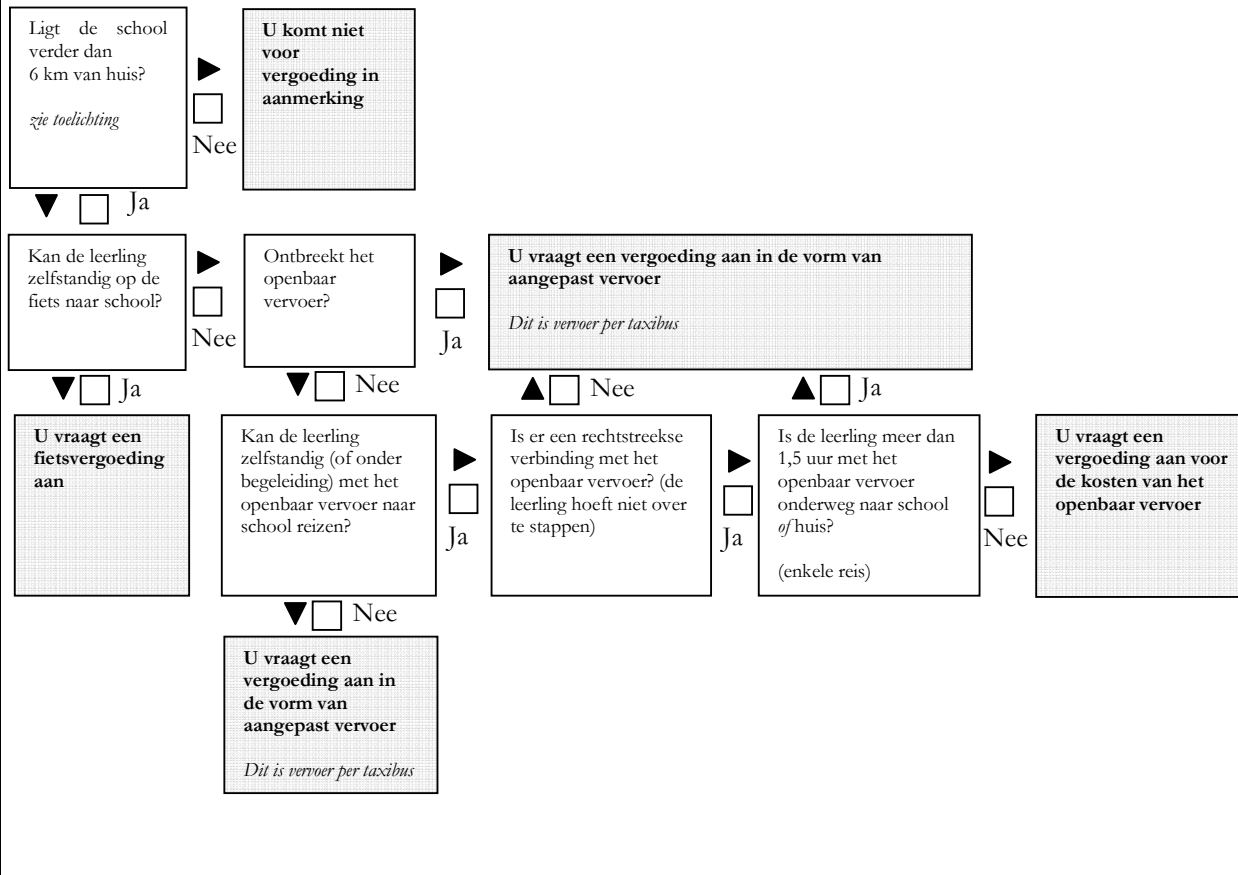 Ligt de school
verder dan
6 km van huis?
zie toelichting
Nee
U komt niet
voor
vergoeding in
aanmerking
Ja
Kan de leerling
zelfstandig op de
fiets naar school?
Nee
Ontbreekt het
openbaar
vervoer?
Ja
U vraagt een vergoeding aan in de vorm van
aangepast vervoer
Dit is vervoer per taxibus
Ja
Nee
Nee
Ja
U vraagt een
fietsvergoeding
aan
Kan de leerling
zelfstandig (of onder
begeleiding) met het
openbaar vervoer naar
school reizen?
Ja
Is er een rechtstreekse
verbinding met het
openbaar vervoer? (de
leerling hoeft niet over
te stappen)
Ja
Is de leerling meer dan
1,5 uur met het
openbaar vervoer
onderweg naar school
of huis?
(enkele reis)
Nee
U vraagt een
vergoeding aan voor
de kosten van het
openbaar vervoer
Nee
U vraagt een
vergoeding aan in
de vorm van
aangepast vervoer
Dit is vervoer per taxibus